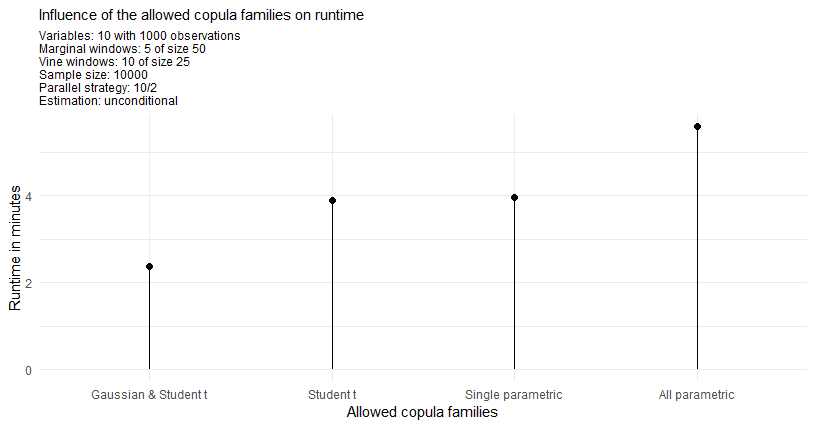 Influence of the allowed copula families on runtime
Variables: 10 with 1000 observations
Marginal windows: 5 of size 50
Vine windows: 10 of size 25
Sample size: 10000
Parallel strategy: 10/2
Estimation: unconditional
Runtime in minutes
4
2
0
Gaussian & Student t
Student t
Single parametric
All parametric
Allowed copula families